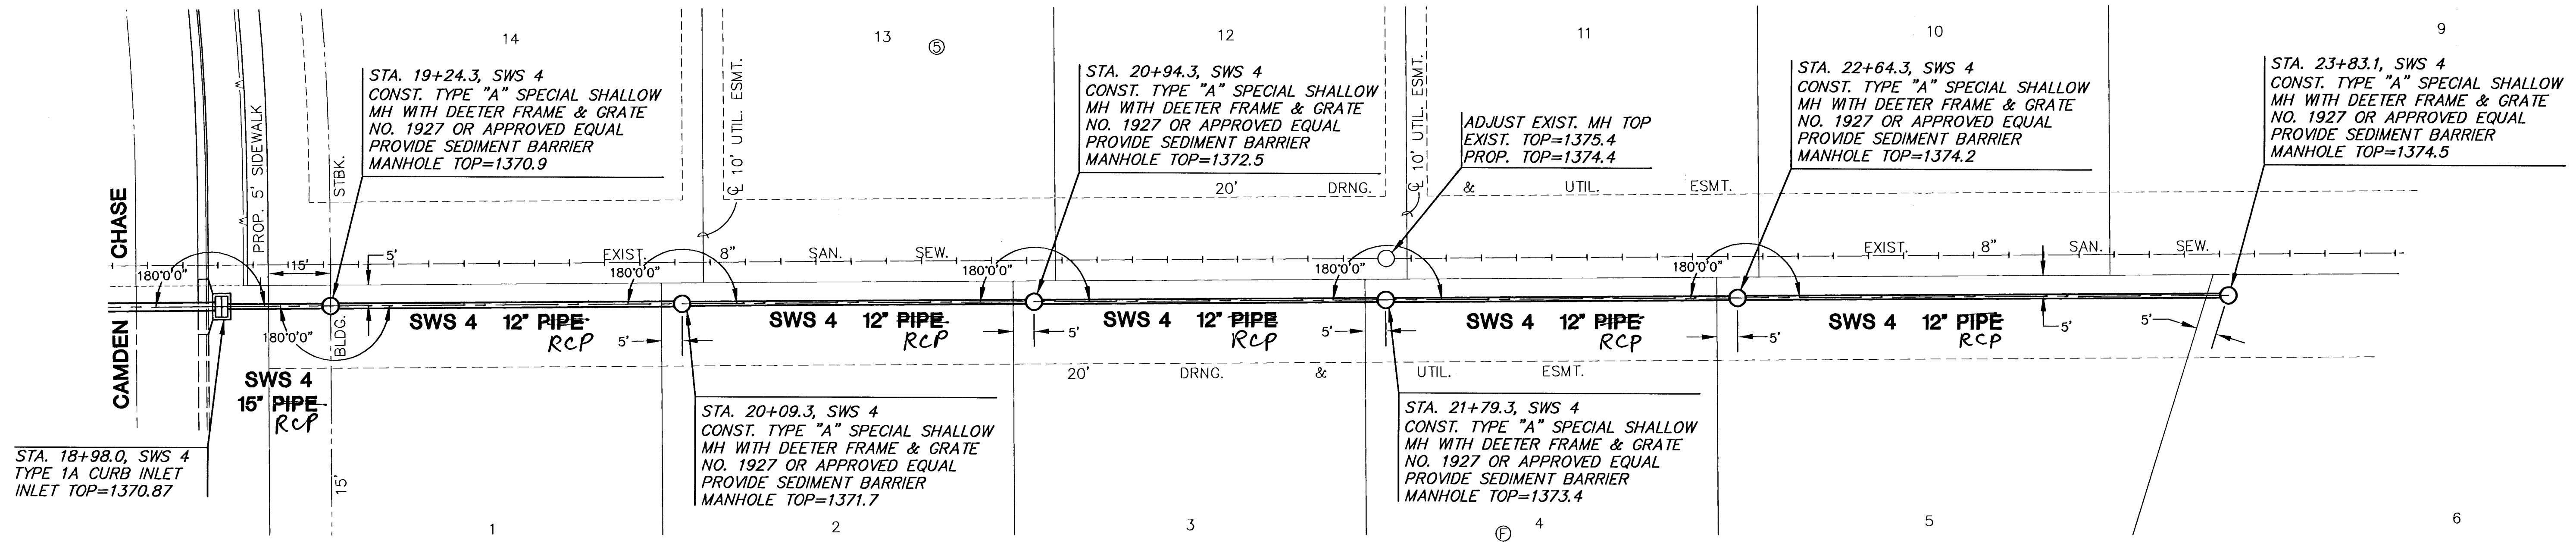 14
13
5
12
11
10
9
STA. 19+24.3, SWS 4
CONST. TYPE "A" SPECIAL SHALLOW
MH WITH DEETER FRAME & GRATE
NO. 1927 OR APPROVED EQUAL
PROVIDE SEDIMENT BARRIER
MANHOLE TOP=1370.9
STA. 20+94.3, SWS 4
CONST. TYPE "A" SPECIAL SHALLOW
MH WITH DEETER FRAME & GRATE
NO. 1927 OR APPROVED EQUAL
PROVIDE SEDIMENT BARRIER
MANHOLE TOP=1372.5
ADJUST EXIST. MH TOP
EXIST. TOP=1375.4
PROP. TOP=1374.4
STA. 22+64.3, SWS 4
CONST. TYPE "A" SPECIAL SHALLOW
MH WITH DEETER FRAME & GRATE
NO. 1927 OR APPROVED EQUAL
PROVIDE SEDIMENT BARRIER
MANHOLE TOP=1374.2
STA. 23+83.1, SWS 4
CONST. TYPE "A" SPECIAL SHALLOW
MH WITH DEETER FRAME & GRATE
NO. 1927 OR APPROVED EQUAL
PROVIDE SEDIMENT BARRIER
MANHOLE TOP=1374.5
PROP. 5' SIDEWALK
BLDG. STBK.
℄ 10' UTIL. ESMT.
℄ 10' UTIL. ESMT.
20' DRNG. & UTIL. ESMT.
CAMDEN CHASE
EXIST. 8" SAN. SEW.
EXIST. 8" SAN. SEW.
15'
5'
180°0'0"
180°0'0"
180°0'0"
180°0'0"
180°0'0"
180°0'0"
SWS 4 12" PIPE
RCP
SWS 4 12" PIPE
RCP
SWS 4 12" PIPE
RCP
SWS 4 12" PIPE
RCP
SWS 4 12" PIPE
RCP
5'
5'
5'
5'
5'
5'
SWS 4
15" PIPE
RCP
20' DRNG. & UTIL. ESMT.
STA. 18+98.0, SWS 4
TYPE 1A CURB INLET
INLET TOP=1370.87
15'
STA. 20+09.3, SWS 4
CONST. TYPE "A" SPECIAL SHALLOW
MH WITH DEETER FRAME & GRATE
NO. 1927 OR APPROVED EQUAL
PROVIDE SEDIMENT BARRIER
MANHOLE TOP=1371.7
STA. 21+79.3, SWS 4
CONST. TYPE "A" SPECIAL SHALLOW
MH WITH DEETER FRAME & GRATE
NO. 1927 OR APPROVED EQUAL
PROVIDE SEDIMENT BARRIER
MANHOLE TOP=1373.4
1
2
3
F
4
5
6